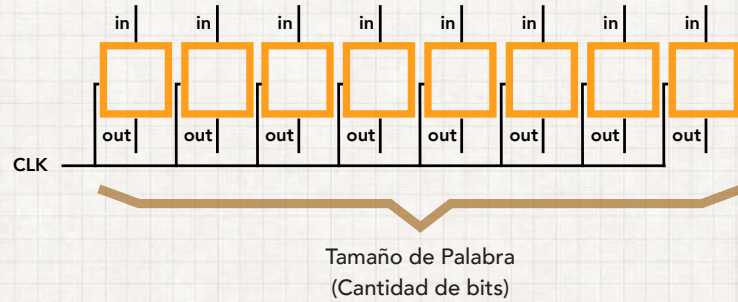 in in in in in in in in
out out out out out out out out
CLK
Tamaño de Palabra
(Cantidad de bits)